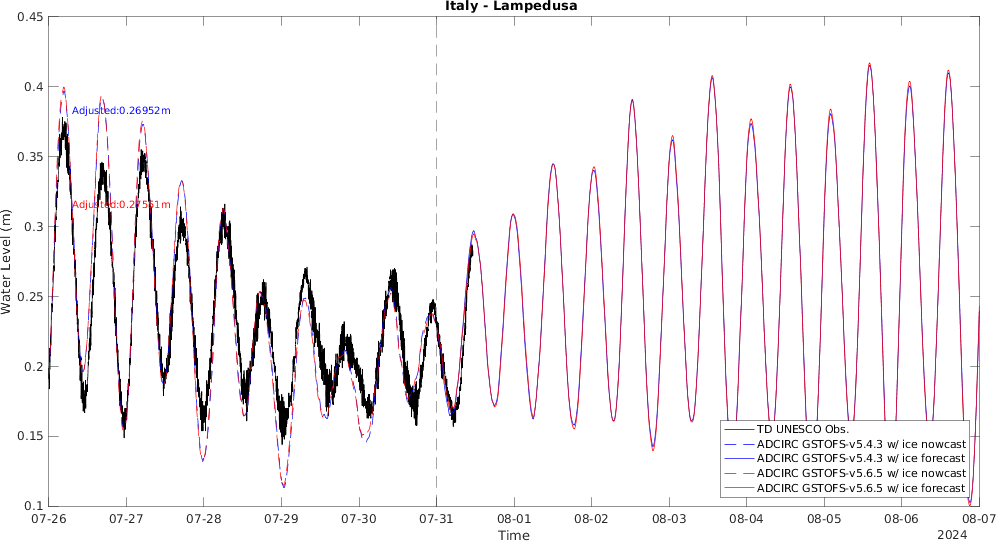 Italy - Lampedusa
0.45
0.4
0.35
0.3
0.25
0.2
0.15
0.1
Water Level (m)
Adjusted:0.26952m
Adjusted:0.27561m
TD UNESCO Obs.
ADCIRC GSTOFS-v5.4.3 w/ ice nowcast
ADCIRC GSTOFS-v5.4.3 w/ ice forecast
ADCIRC GSTOFS-v5.6.5 w/ ice nowcast
ADCIRC GSTOFS-v5.6.5 w/ ice forecast
07-26 07-27 07-28 07-29 07-30 07-31 08-01 08-02 08-03 08-04 08-05 08-06 08-07
Time
2024